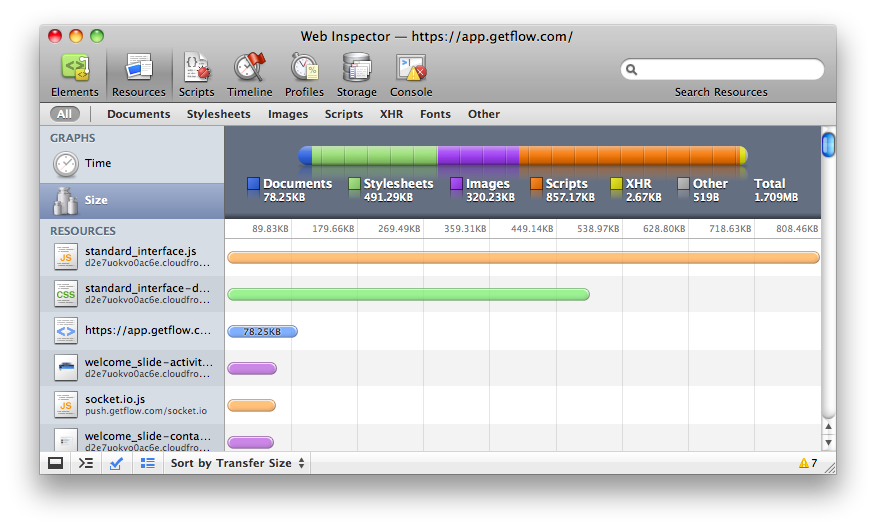 Web Inspector — https://app.getflow.com/
Elements Resources Scripts Timeline Profiles Storage Console
Search Resources
All Documents Stylesheets Images Scripts XHR Fonts Other
GRAPHS
Time
Size
Documents Stylesheets Images Scripts XHR Other Total
78.25KB 491.29KB 320.23KB 857.17KB 2.67KB 519B 1.709MB
RESOURCES
89.83KB 179.66KB 269.49KB 359.31KB 449.14KB 538.97KB 628.80KB 718.63KB 808.46KB
JS
standard_interface.js
d2e7uokvo0ac6e.cloudfro...
CSS
standard_interface-d...
d2e7uokvo0ac6e.cloudfro...
https://app.getflow.c...
78.25KB
welcome_slide-activit...
d2e7uokvo0ac6e.cloudfro...
JS
socket.io.js
push.getflow.com/socket.io
welcome_slide-conta...
d2e7uokvo0ac6e.cloudfro...
Sort by Transfer Size
7